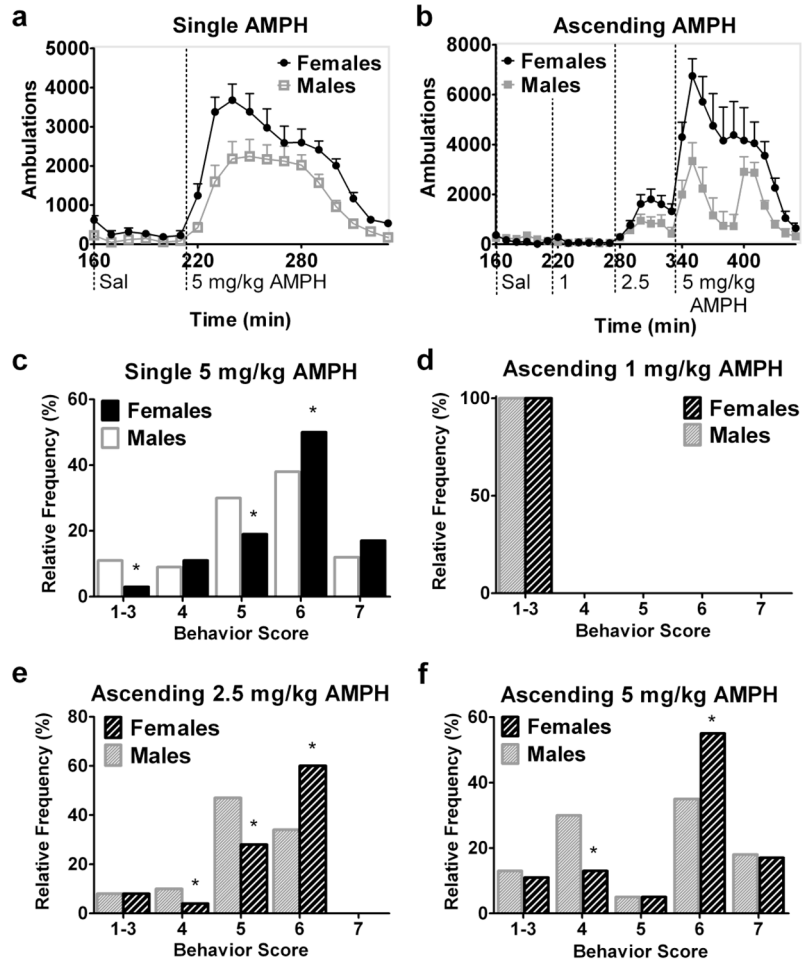 a
Single AMPH
Ambulations
5000
4000
3000
2000
1000
0
Females
Males
160
220
280
Sal
5 mg/kg AMPH
Time (min)
b
Ascending AMPH
Ambulations
8000
6000
4000
2000
0
Females
Males
160
220
280
340
400
Sal
1
2.5
5 mg/kg
AMPH
Time (min)
c
Single 5 mg/kg AMPH
Relative Frequency (%)
60
40
20
0
Females
Males
*
*
*
1-3
4
5
6
7
Behavior Score
d
Ascending 1 mg/kg AMPH
Relative Frequency (%)
100
50
0
Females
Males
1-3
4
5
6
7
Behavior Score
e
Ascending 2.5 mg/kg AMPH
Relative Frequency (%)
80
60
40
20
0
Females
Males
*
*
*
1-3
4
5
6
7
Behavior Score
f
Ascending 5 mg/kg AMPH
Relative Frequency (%)
60
40
20
0
Females
Males
*
*
1-3
4
5
6
7
Behavior Score